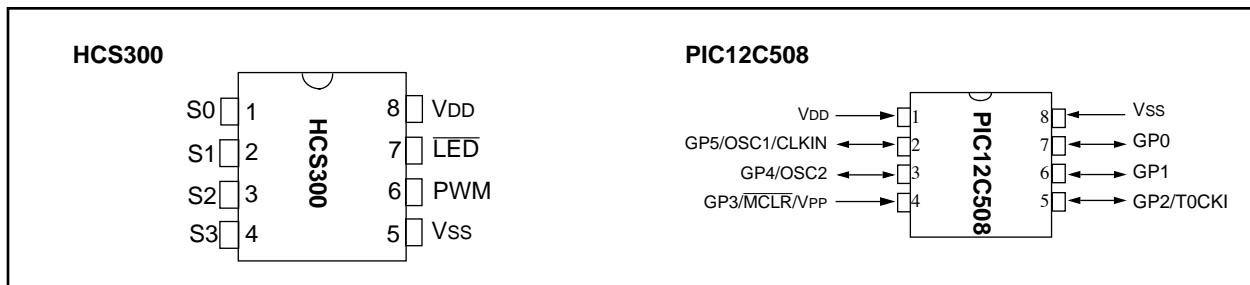 HCS300
S0 1
S1 2
S2 3
S3 4
HCS300
8 VDD
7 L̅E̅D̅
6 PWM
5 VSS
PIC12C508
VDD 1
GP5/OSC1/CLKIN 2
GP4/OSC2 3
GP3/M̅C̅L̅R̅/VPP 4
PIC12C508
8 VSS
7 GP0
6 GP1
5 GP2/T0CKI